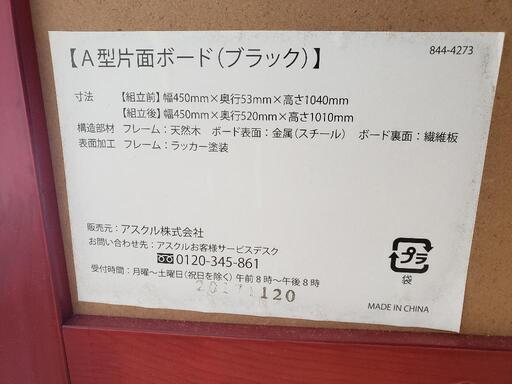 【A型片面ボード(ブラック)】
844-4273
寸法 【組立前】幅450mm×奥行53mm×高さ1040mm
【組立後】幅450mm×奥行520mm×高さ1010mm
構造部材 フレーム:天然木 ボード表面:金属(スチール) ボード裏面:繊維板
表面加工 フレーム:ラッカー塗装
販売元:アスクル株式会社
お問い合わせ先:アスクルお客様サービスデスク
0120-345-861
受付時間:月曜~土曜日(祝日を除く)午前8時~午後8時
プラ
袋
20171120
MADE IN CHINA